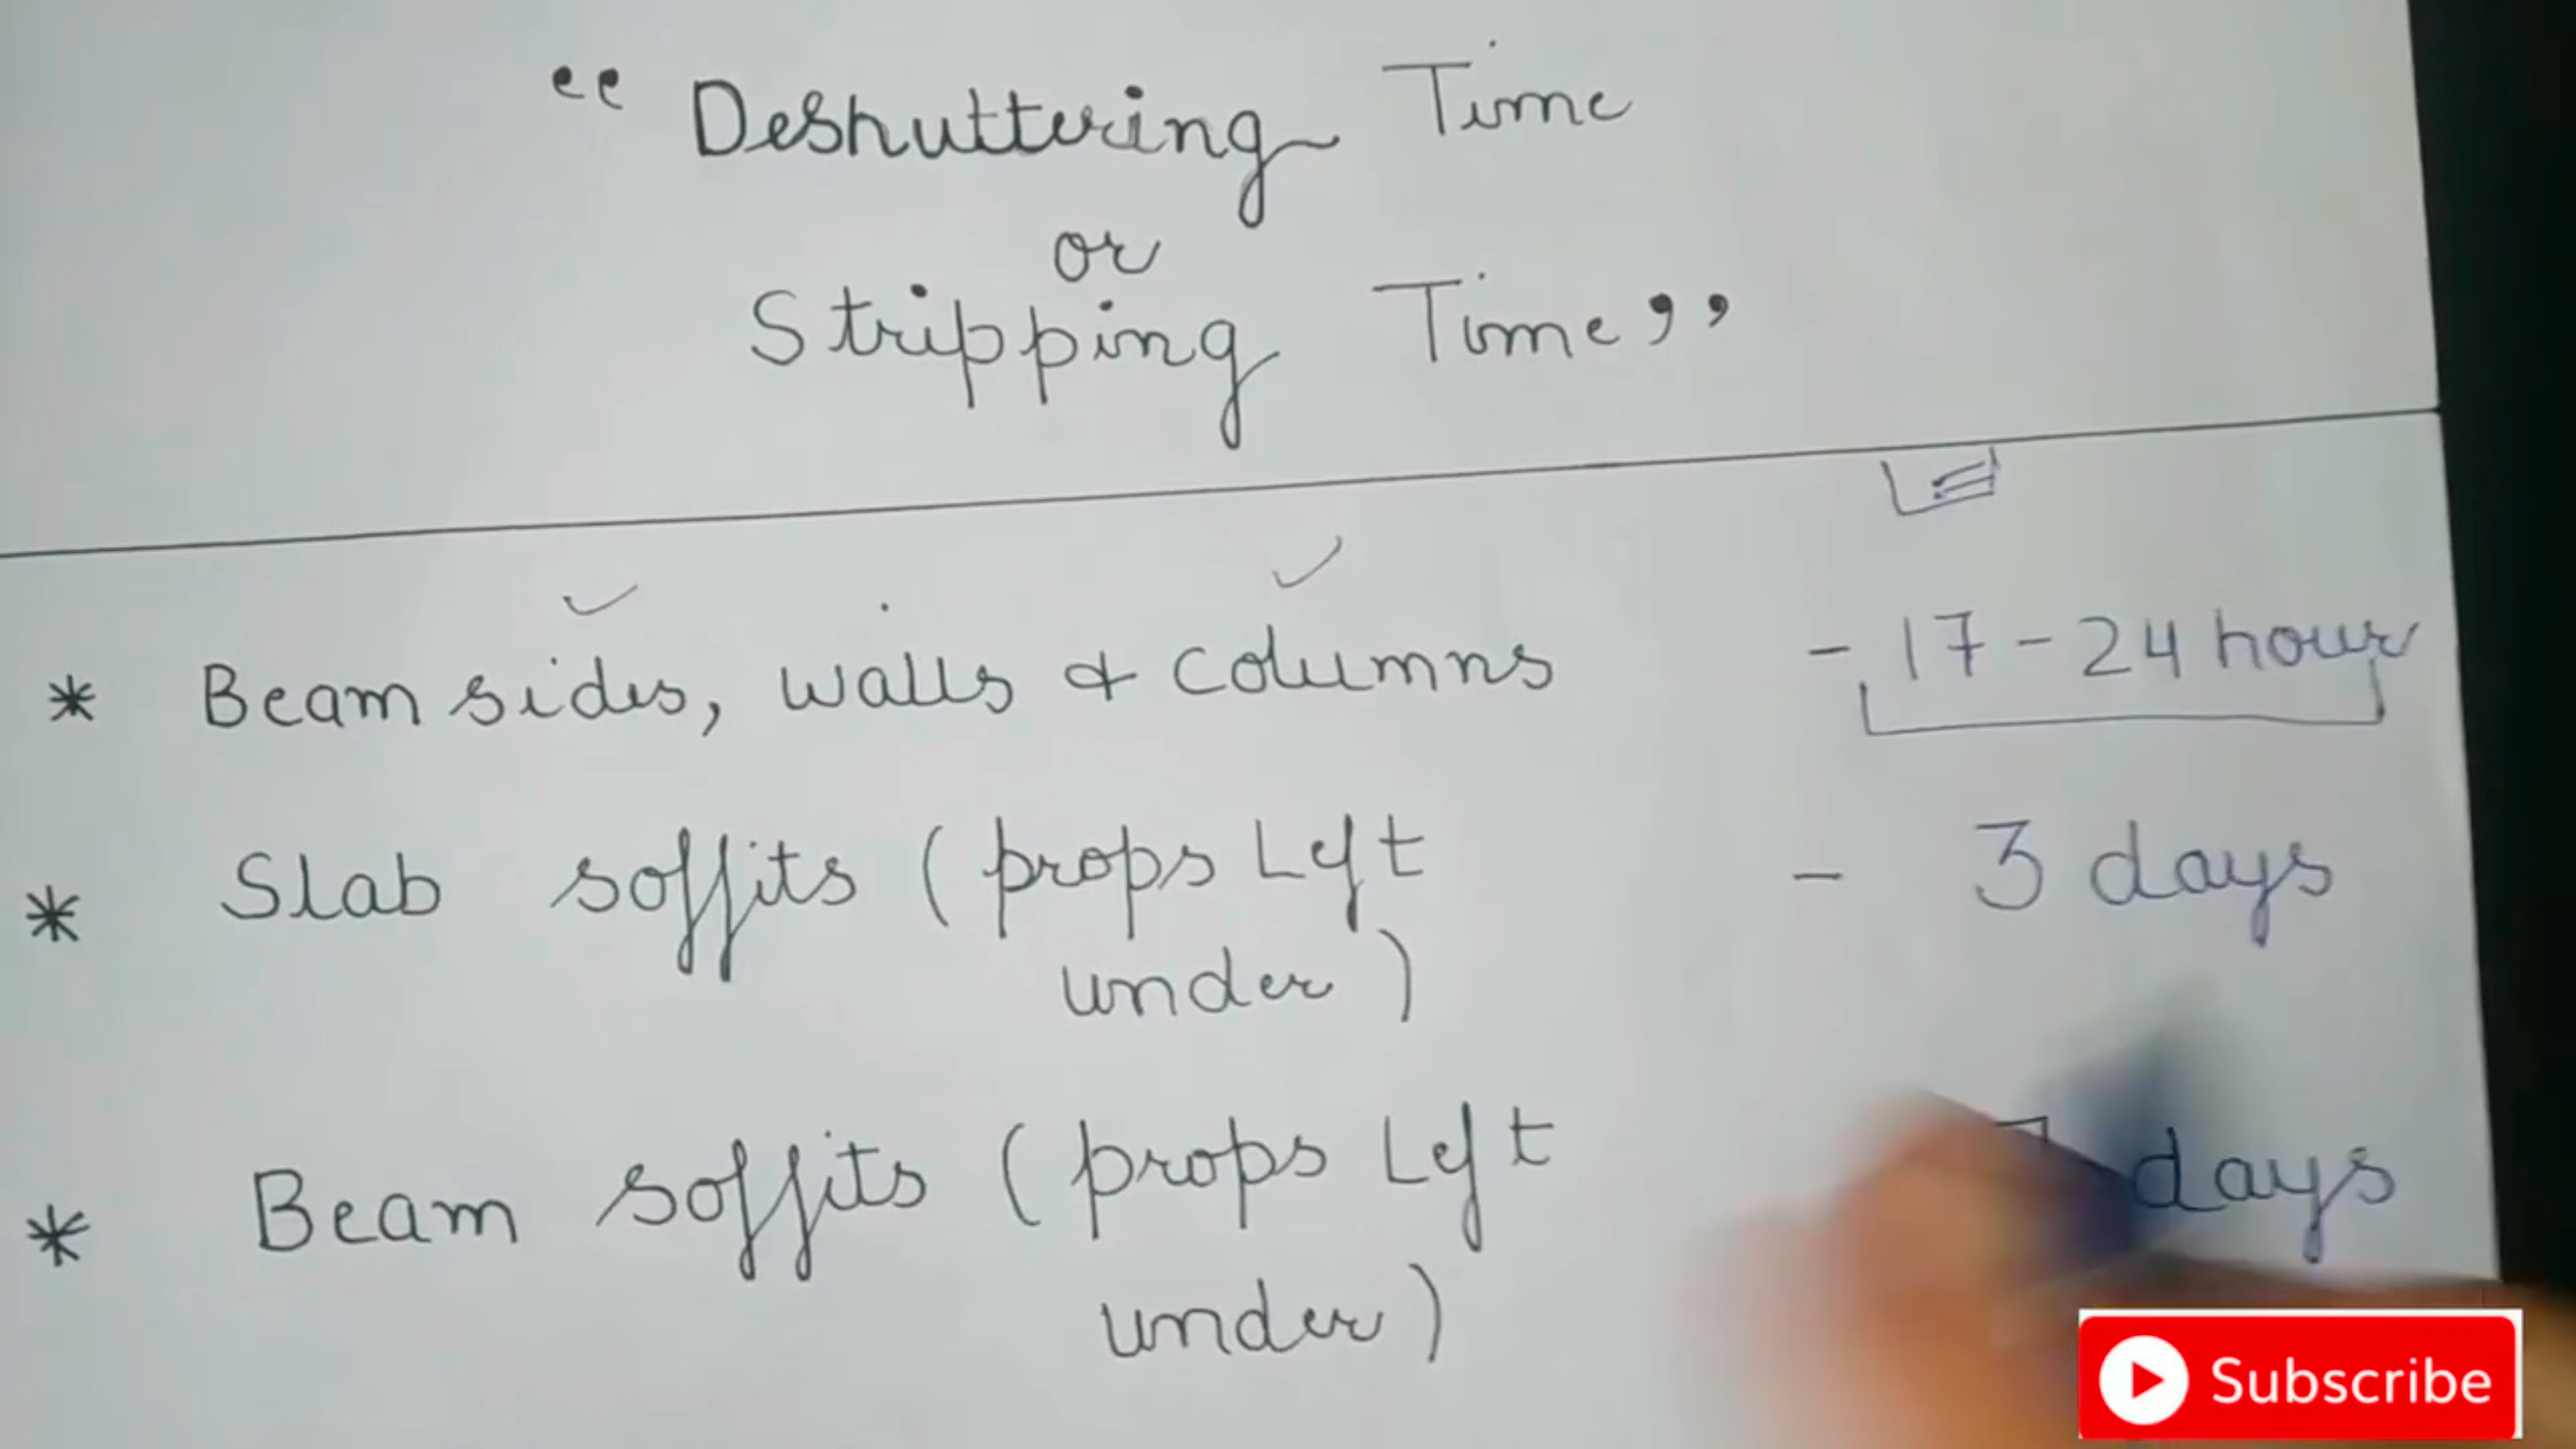 “ Deshuttering Time
or
Stripping Time ”
* Beam sides, walls & columns - 17 - 24 hour
* Slab soffits ( props Left under ) - 3 days
* Beam soffits ( props Left under ) 7 days
Subscribe